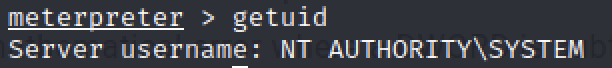 meterpreter > getuid
Server username: NT AUTHORITY\SYSTEM